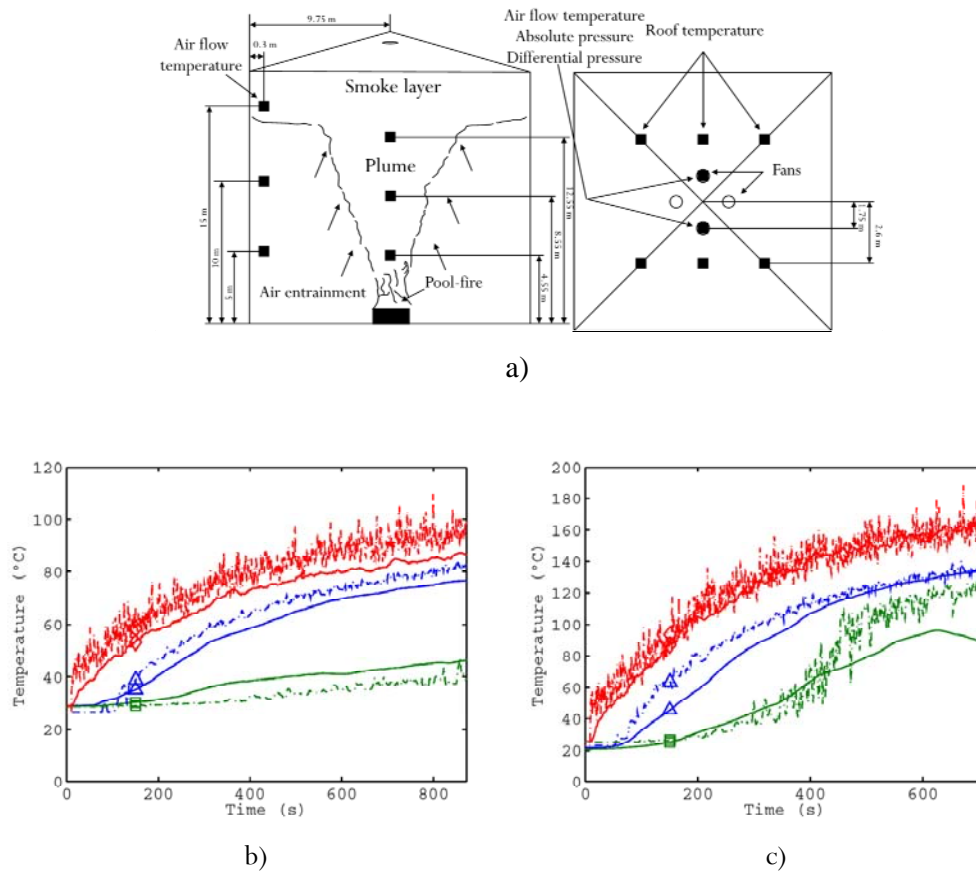 9.75 m
0.3 m
Air flow
temperature
Smoke layer
Plume
Air entrainment
Pool-fire
15 m
10 m
5 m
12.55 m
8.55 m
4.55 m
Air flow temperature
Absolute pressure
Differential pressure
Roof temperature
Fans
1.75 m
2.6 m
a)
120
100
80
60
40
20
0
Temperature (°C)
0 200 400 600 800
Time (s)
b)
200
180
160
140
120
100
80
60
40
20
0
Temperature (°C)
0 200 400 600
Time (s)
c)